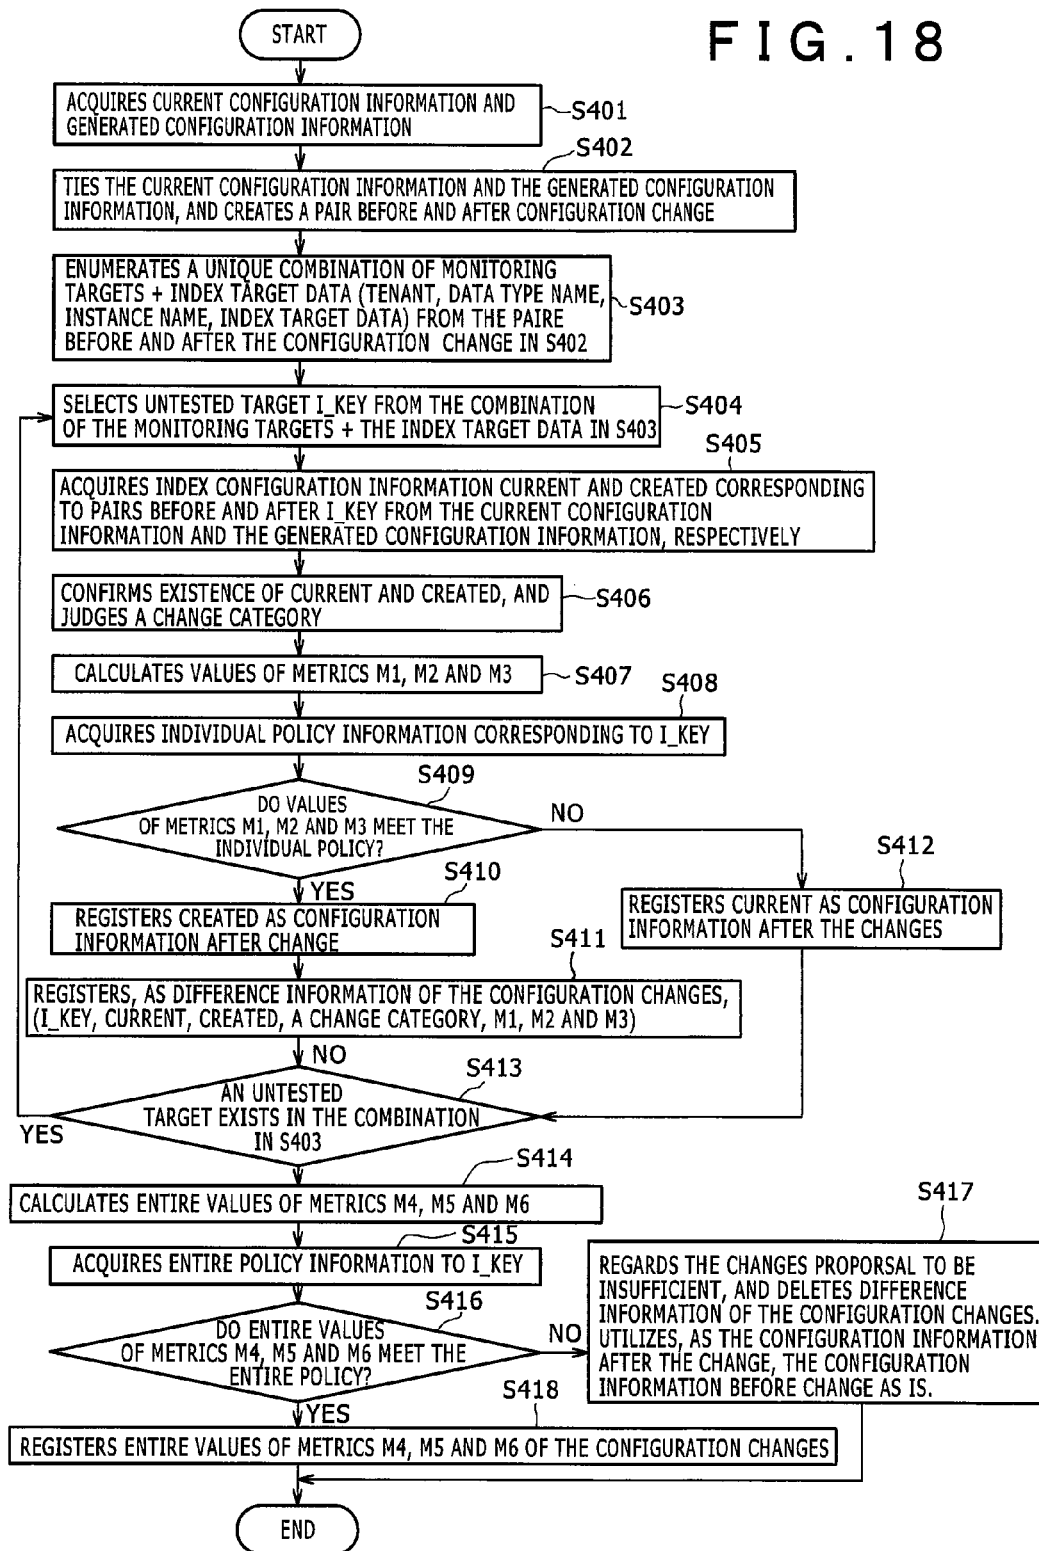 FIG.18
START
ACQUIRES CURRENT CONFIGURATION INFORMATION AND
GENERATED CONFIGURATION INFORMATION
S401
S402
TIES THE CURRENT CONFIGURATION INFORMATION AND THE GENERATED CONFIGURATION
INFORMATION, AND CREATES A PAIR BEFORE AND AFTER CONFIGURATION CHANGE
ENUMERATES A UNIQUE COMBINATION OF MONITORING
TARGETS + INDEX TARGET DATA (TENANT, DATA TYPE NAME,
INSTANCE NAME, INDEX TARGET DATA) FROM THE PAIRE
BEFORE AND AFTER THE CONFIGURATION CHANGE IN S402
S403
SELECTS UNTESTED TARGET I_KEY FROM THE COMBINATION
OF THE MONITORING TARGETS + THE INDEX TARGET DATA IN S403
S404
S405
ACQUIRES INDEX CONFIGURATION INFORMATION CURRENT AND CREATED CORRESPONDING
TO PAIRS BEFORE AND AFTER I_KEY FROM THE CURRENT CONFIGURATION
INFORMATION AND THE GENERATED CONFIGURATION INFORMATION, RESPECTIVELY
CONFIRMS EXISTENCE OF CURRENT AND CREATED, AND
JUDGES A CHANGE CATEGORY
S406
CALCULATES VALUES OF METRICS M1, M2 AND M3
S407
S408
ACQUIRES INDIVIDUAL POLICY INFORMATION CORRESPONDING TO I_KEY
S409
DO VALUES
OF METRICS M1, M2 AND M3 MEET THE
INDIVIDUAL POLICY?
NO
YES
S410
REGISTERS CREATED AS CONFIGURATION
INFORMATION AFTER CHANGE
S412
REGISTERS CURRENT AS CONFIGURATION
INFORMATION AFTER THE CHANGES
S411
REGISTERS, AS DIFFERENCE INFORMATION OF THE CONFIGURATION CHANGES,
(I_KEY, CURRENT, CREATED, A CHANGE CATEGORY, M1, M2 AND M3)
NO
S413
AN UNTESTED
TARGET EXISTS IN THE COMBINATION
IN S403
YES
S414
CALCULATES ENTIRE VALUES OF METRICS M4, M5 AND M6
S415
ACQUIRES ENTIRE POLICY INFORMATION TO I_KEY
S416
DO ENTIRE VALUES
OF METRICS M4, M5 AND M6 MEET THE
ENTIRE POLICY?
NO
S417
REGARDS THE CHANGES PROPORSAL TO BE
INSUFFICIENT, AND DELETES DIFFERENCE
INFORMATION OF THE CONFIGURATION CHANGES.
UTILIZES, AS THE CONFIGURATION INFORMATION
AFTER THE CHANGE, THE CONFIGURATION
INFORMATION BEFORE CHANGE AS IS.
YES
S418
REGISTERS ENTIRE VALUES OF METRICS M4, M5 AND M6 OF THE CONFIGURATION CHANGES
END